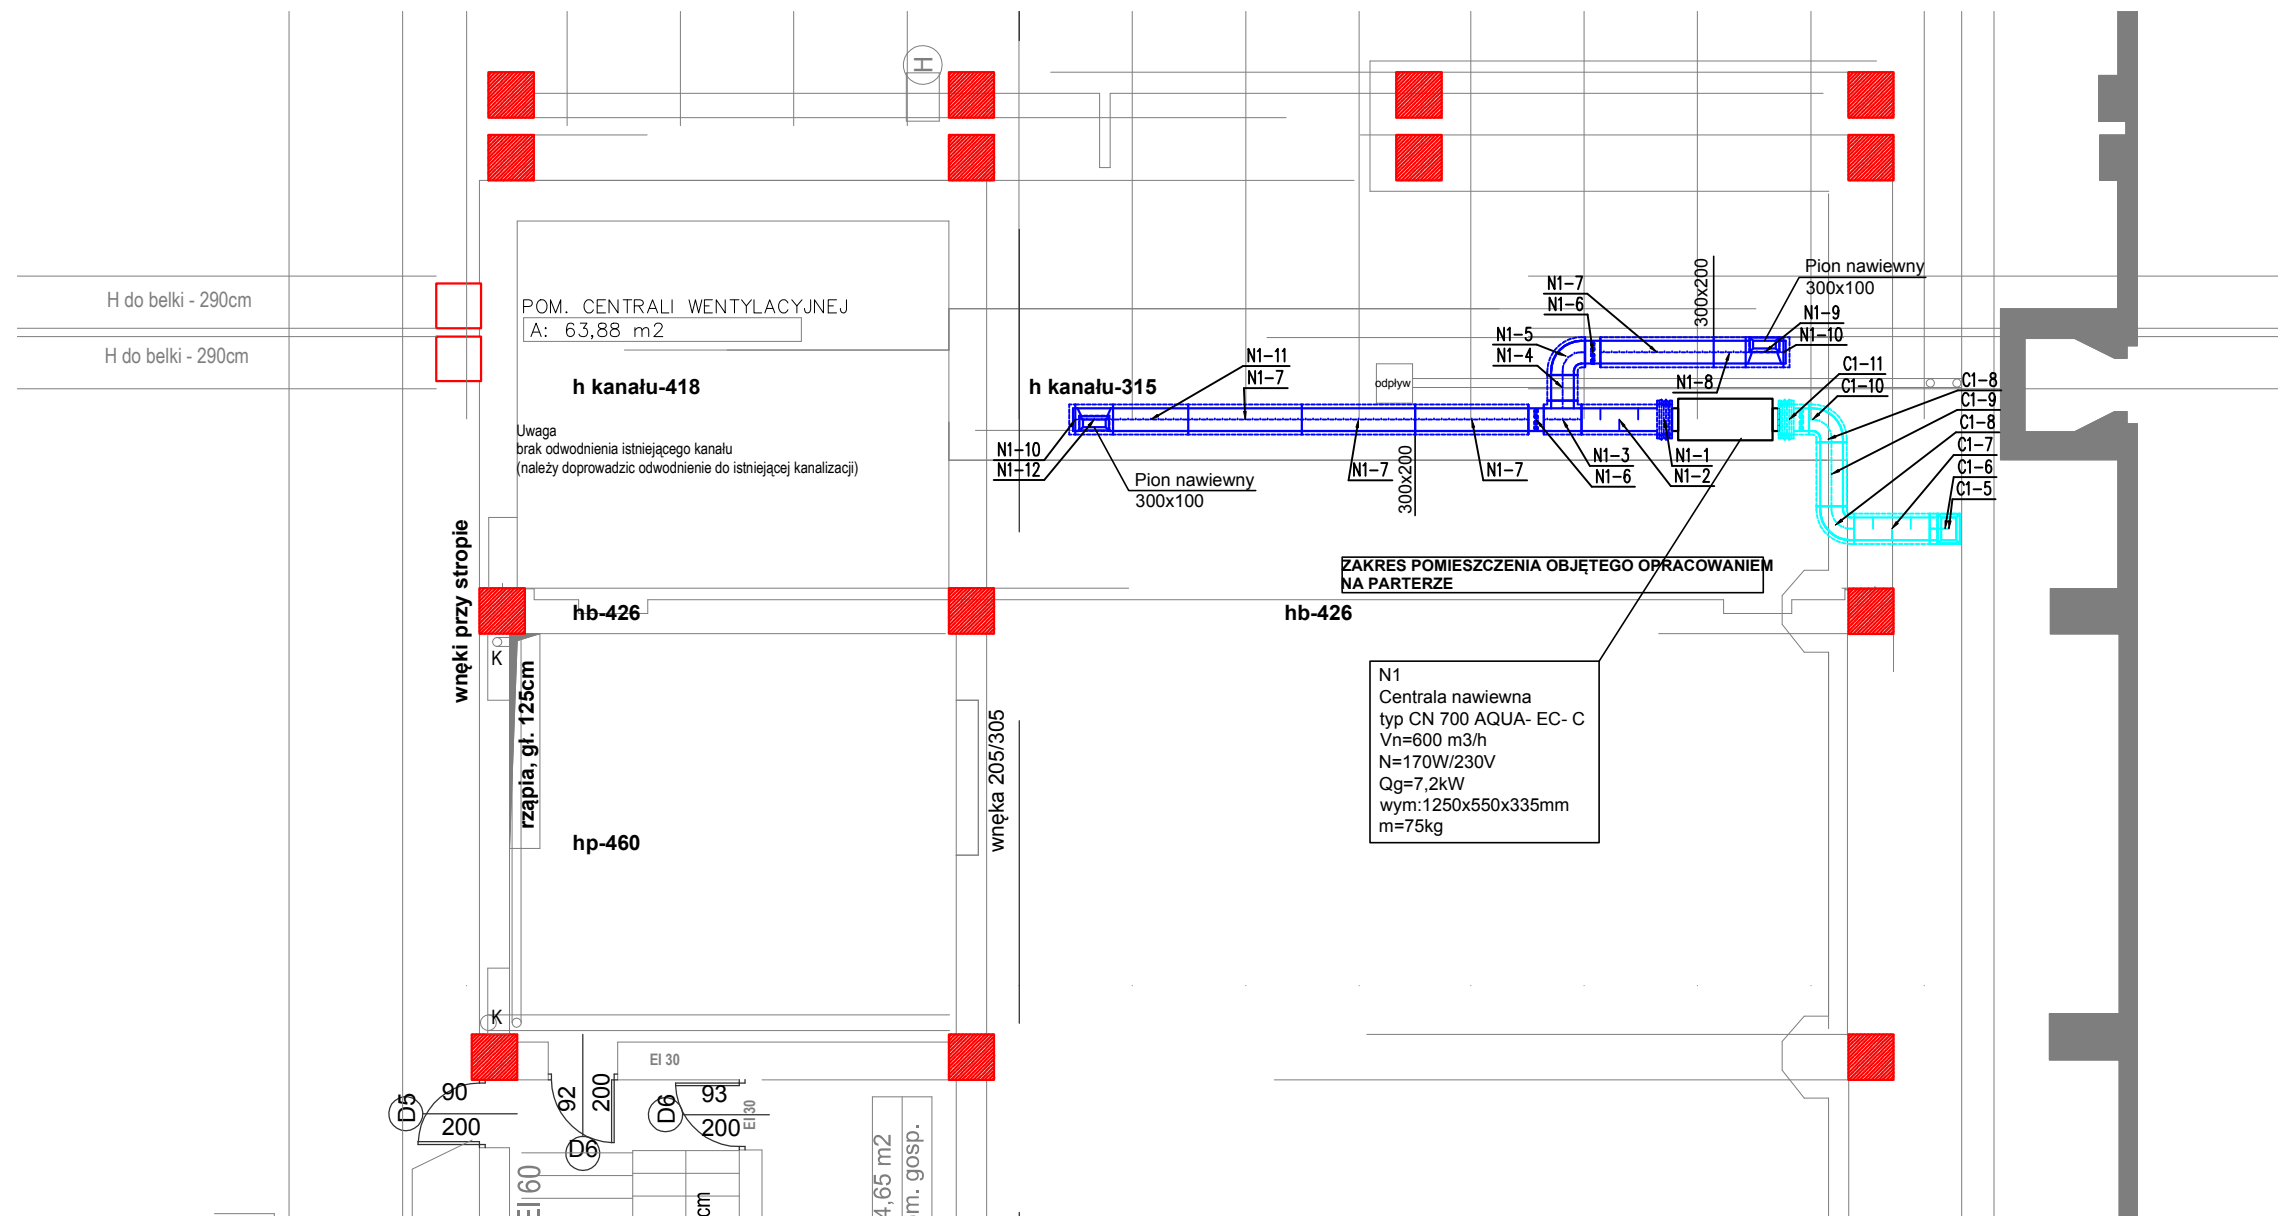 H
H do belki - 290cm
H do belki - 290cm
POM. CENTRALI WENTYLACYJNEJ
A: 63,88 m2
h kanału-418
Uwaga
brak odwodnienia istniejącego kanału
(należy doprowadzic odwodnienie do istniejącej kanalizacji)
h kanału-315
N1-11
N1-7
N1-10
N1-12
Pion nawiewny
300x100
odpływ
N1-7
N1-6
N1-5
N1-4
300x200
Pion nawiewny
300x100
N1-9
N1-10
N1-8
C1-11
C1-10
C1-8
C1-9
C1-8
C1-7
C1-6
C1-5
N1-7
300x200
N1-7
N1-3
N1-6
N1-1
N1-2
ZAKRES POMIESZCZENIA OBJĘTEGO OPRACOWANIEM
NA PARTERZE
wnęki przy stropie
hb-426
hb-426
K
rząpia, gł. 125cm
wnęka 205/305
hp-460
N1
Centrala nawiewna
typ CN 700 AQUA- EC- C
Vn=600 m3/h
N=170W/230V
Qg=7,2kW
wym:1250x550x335mm
m=75kg
K
EI 30
D5
90
200
92
200
D6
D6
93
200
EI 30
EI 60
cm
4,65 m2
om. gosp.